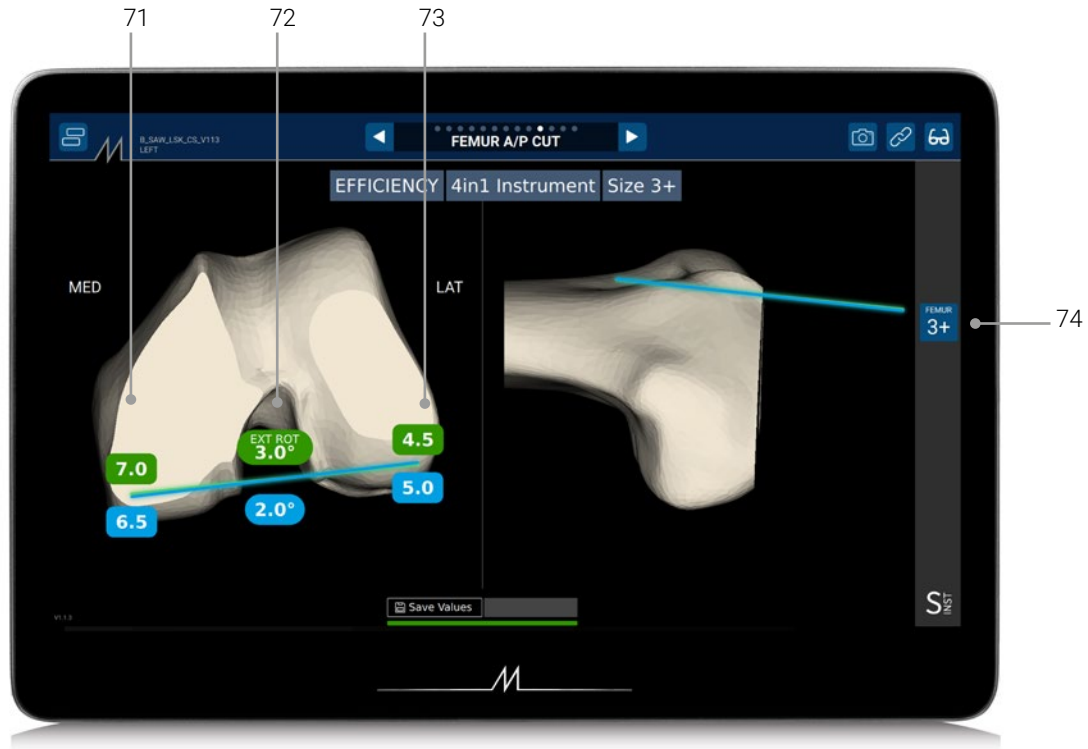 71 72 73
B_SAW_LSK_CS_V113
LEFT
FEMUR A/P CUT
EFFICIENCY 4in1 Instrument Size 3+
MED LAT
FEMUR
3+
74
EXT ROT
3.0°
4.5
7.0
5.0
2.0°
6.5
Save Values
V1.1.3
S INST